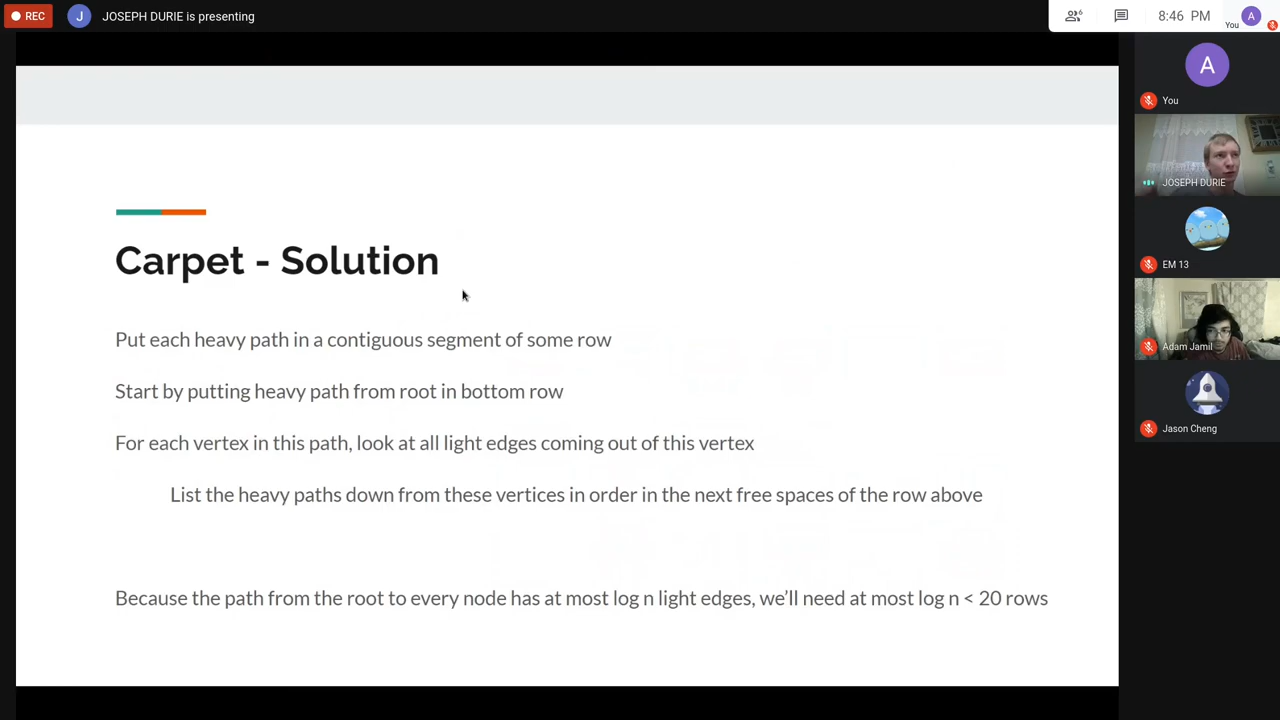 REC
J
JOSEPH DURIE is presenting
6
8:46 PM
You
A
Carpet - Solution
Put each heavy path in a contiguous segment of some row
Start by putting heavy path from root in bottom row
For each vertex in this path, look at all light edges coming out of this vertex
List the heavy paths down from these vertices in order in the next free spaces of the row above
Because the path from the root to every node has at most log n light edges, we'll need at most log n < 20 rows
A
You
JOSEPH DURIE
EM 13
Adam Jamil
Jason Cheng